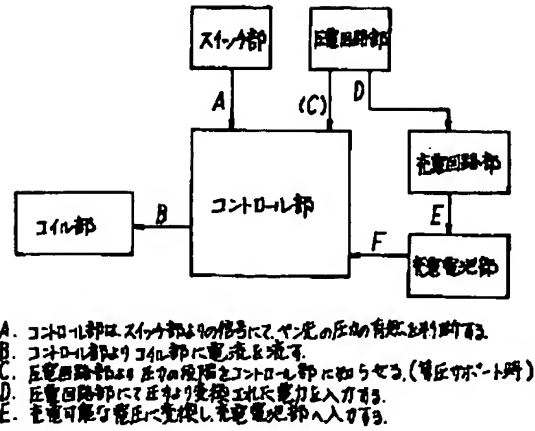 スイッチ部
圧電回路部
A
(C)
D
充電回路部
コントロール部
コイル部
B
E
F
充電電池部
A. コントロール部は、スイッチ部よりの信号にて、ペン先の圧力の有無を判断する。
B. コントロール部よりコイル部に電流を流す。
C. 圧電回路部より圧力の段階をコントロール部に知らせる。(筆圧サポート時)
D. 圧電回路部にて圧力より変換された電力を入力する。
E. 充電可能な電圧に変換し、充電電池部へ入力する。